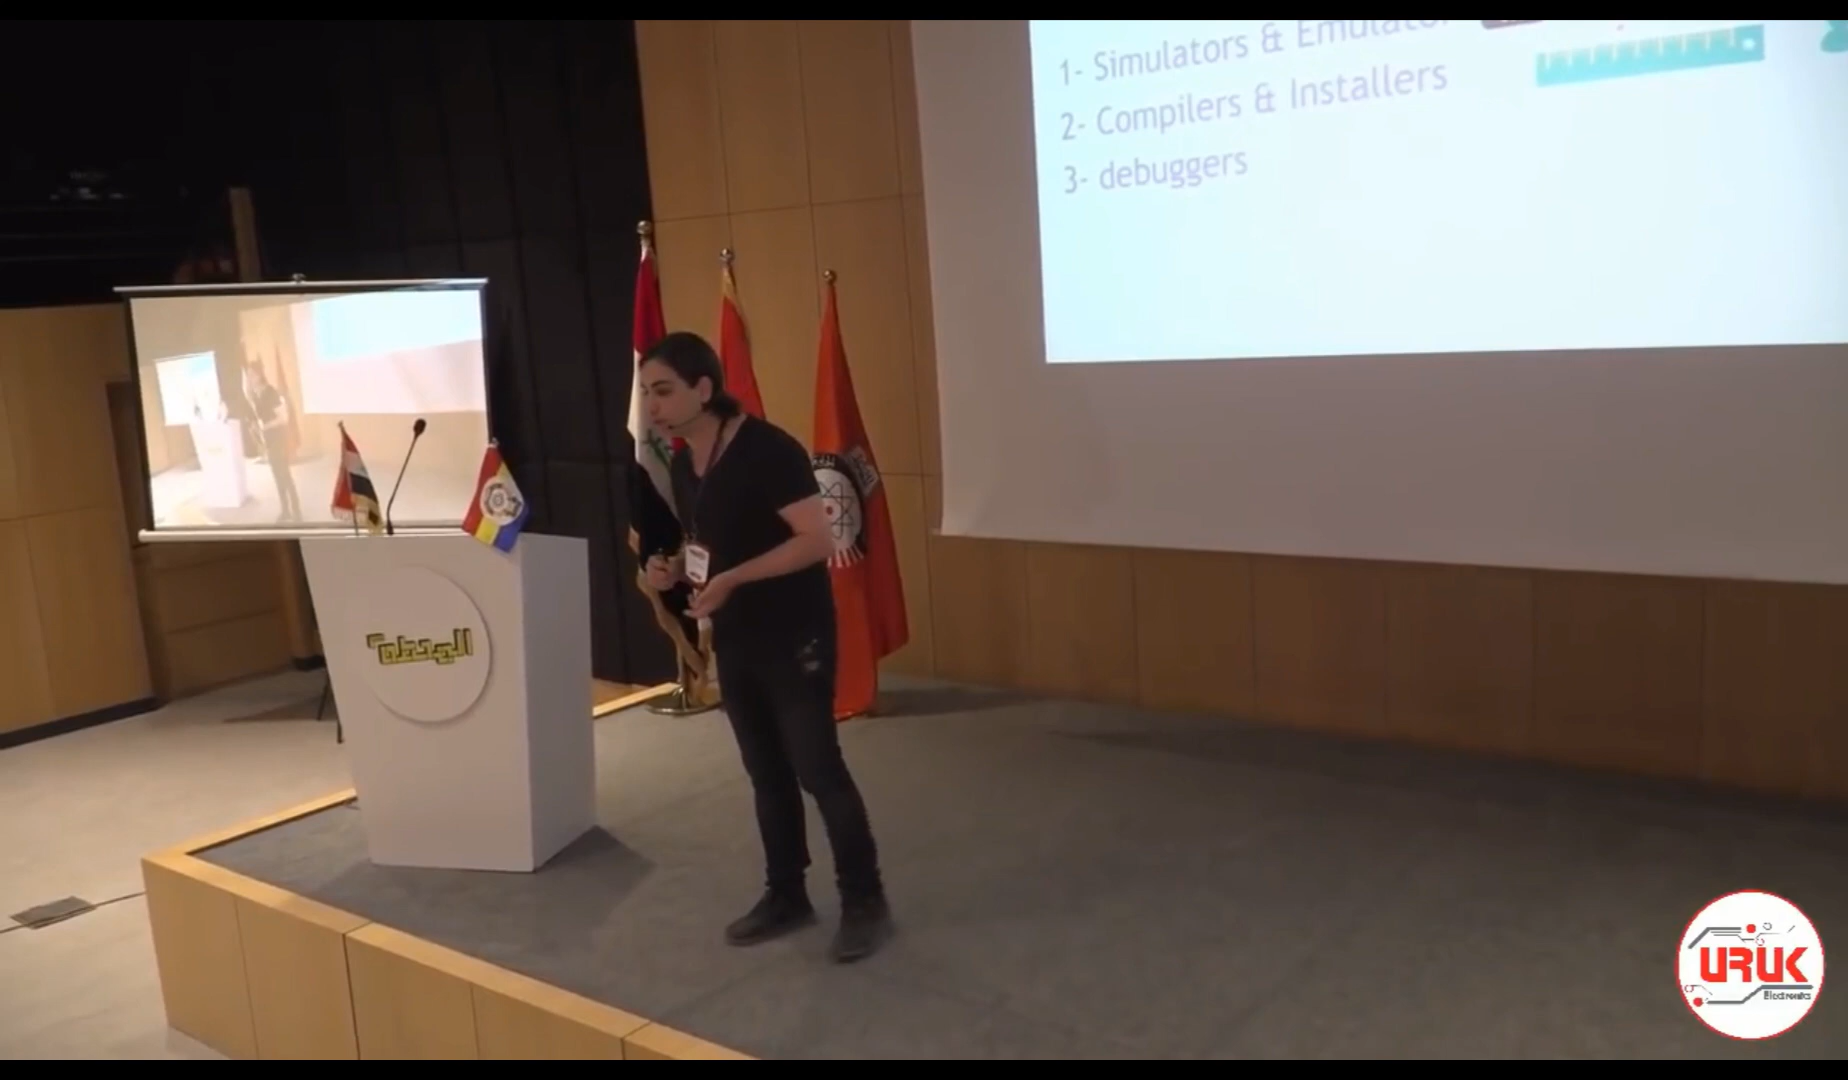 1- Simulators & Emulator
2- Compilers & Installers
3- debuggers
المحطة
URUK
Electronics